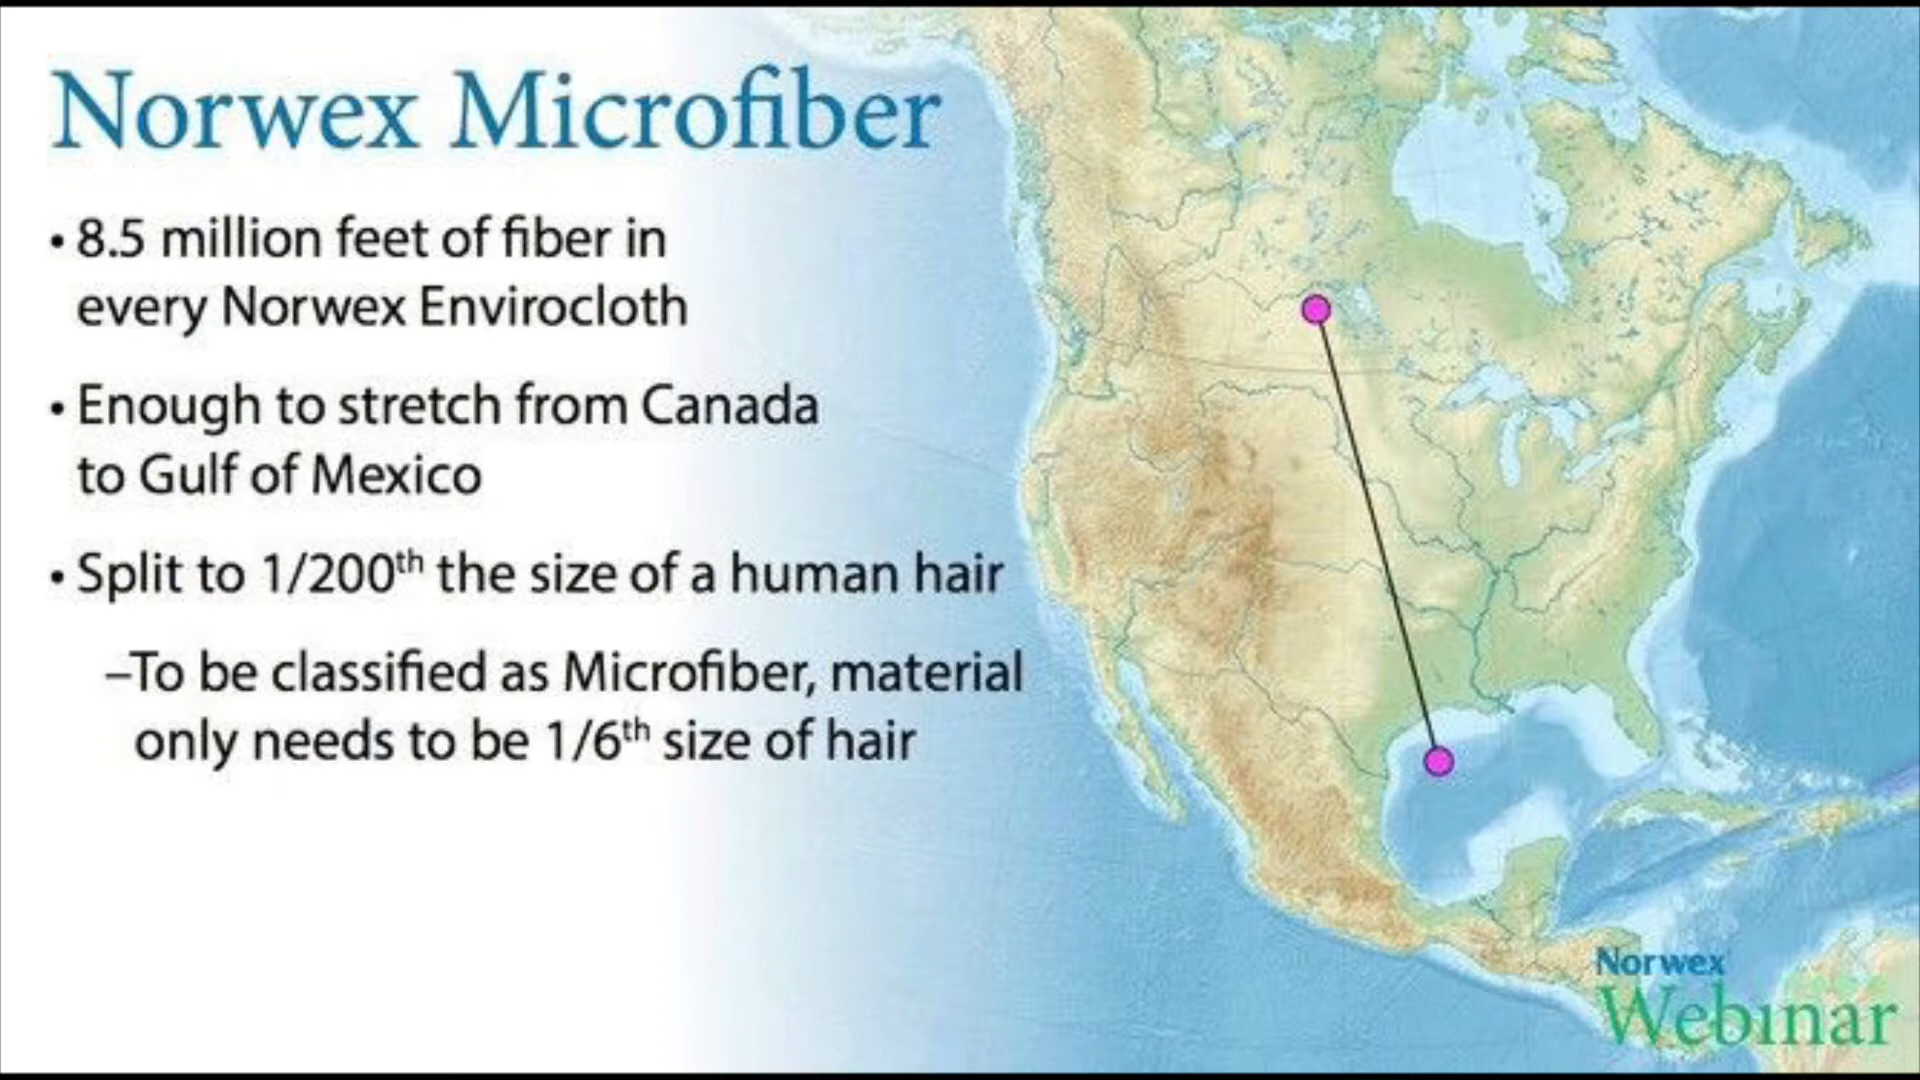 Norwex Microfiber
• 8.5 million feet of fiber in
every Norwex Envirocloth
• Enough to stretch from Canada
to Gulf of Mexico
• Split to 1/200th the size of a human hair
–To be classified as Microfiber, material
only needs to be 1/6th size of hair
Norwex
Webinar